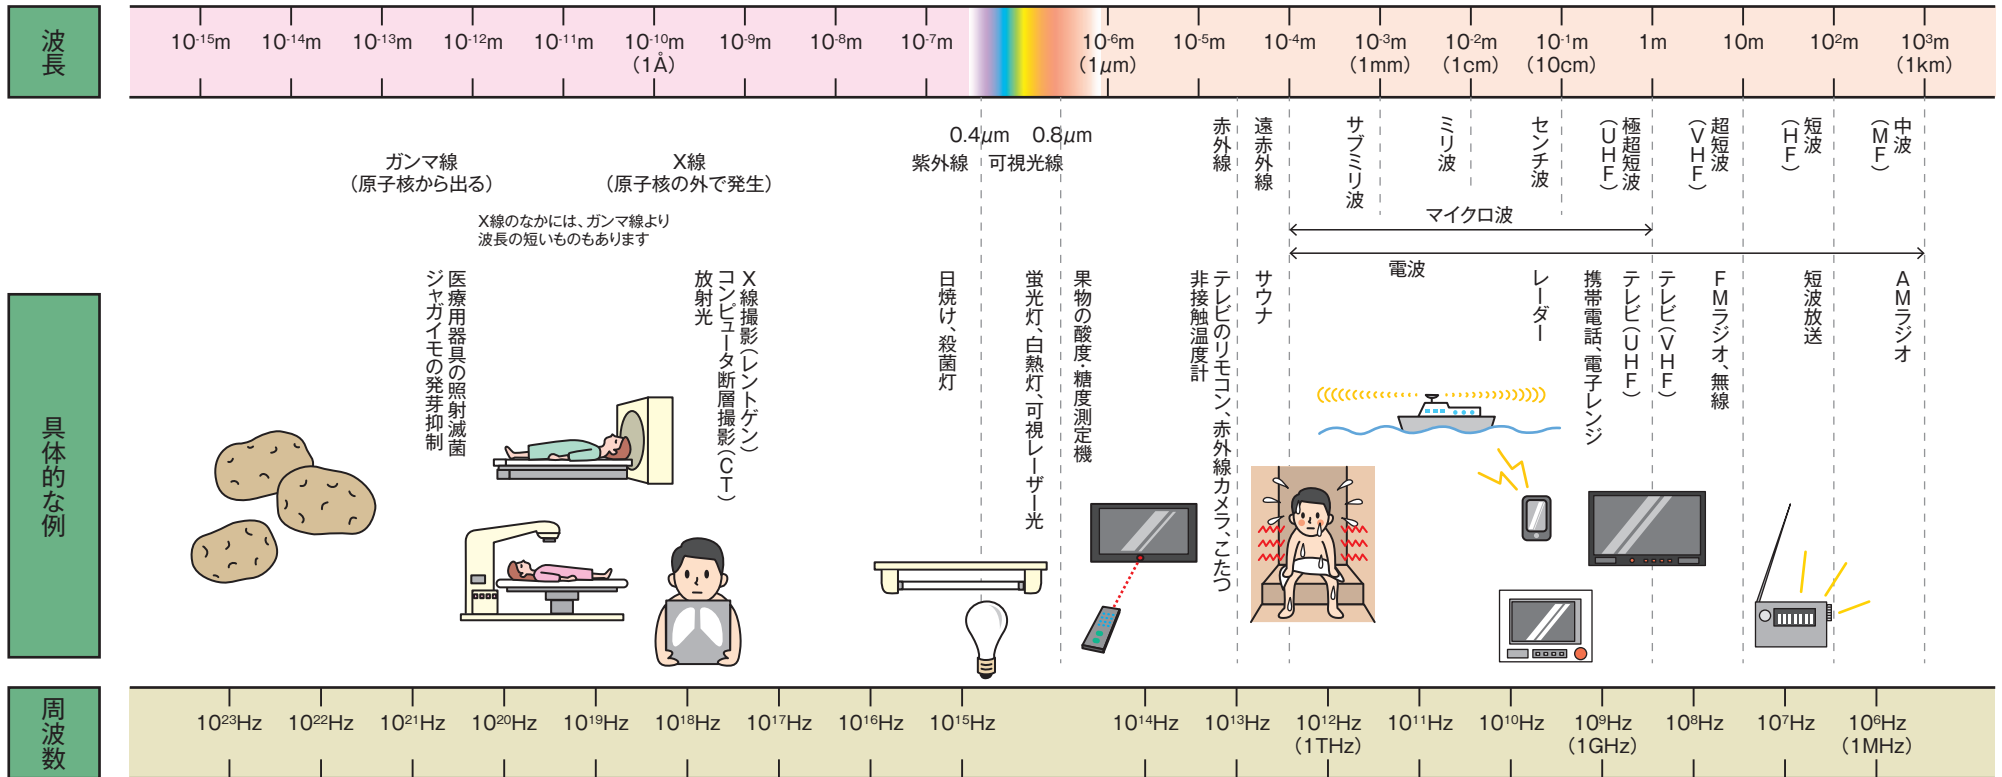 波長
10⁻¹⁵m 10⁻¹⁴m 10⁻¹³m 10⁻¹²m 10⁻¹¹m 10⁻¹⁰m 10⁻⁹m 10⁻⁸m 10⁻⁷m 10⁻⁶m 10⁻⁵m 10⁻⁴m 10⁻³m 10⁻²m 10⁻¹m 1m 10m 10²m 10³m
（1Å） （1μm） （1mm） （1cm） （10cm） （1km）
0.4μm 0.8μm
ガンマ線
（原子核から出る）
X線
（原子核の外で発生）
X線のなかには、ガンマ線より
波長の短いものもあります
紫外線
可視光線
赤外線
遠赤外線
サブミリ波
ミリ波
センチ波
極超短波
（UHF）
超短波
（VHF）
短波
（HF）
中波
（MF）
マイクロ波
電波
具体的な例
医療用器具の照射滅菌
ジャガイモの発芽抑制
X線撮影（レントゲン）
コンピュータ断層撮影（CT）
放射光
日焼け、殺菌灯
蛍光灯、白熱灯、可視レーザー光
果物の酸度・糖度測定機
テレビのリモコン、赤外線カメラ、こたつ
非接触温度計
サウナ
レーダー
携帯電話、電子レンジ
テレビ（UHF）
テレビ（VHF）
FMラジオ、無線
短波放送
AMラジオ
周波数
10²³Hz 10²²Hz 10²¹Hz 10²⁰Hz 10¹⁹Hz 10¹⁸Hz 10¹⁷Hz 10¹⁶Hz 10¹⁵Hz 10¹⁴Hz 10¹³Hz 10¹²Hz 10¹¹Hz 10¹⁰Hz 10⁹Hz 10⁸Hz 10⁷Hz 10⁶Hz
（1THz） （1GHz） （1MHz）